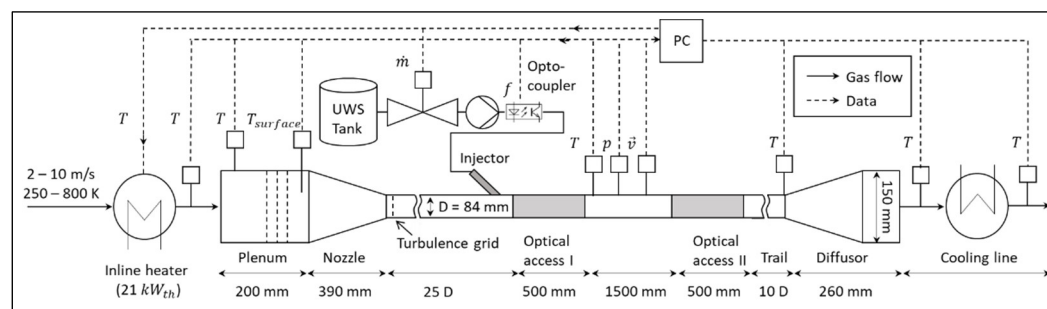 PC
Gas flow
Data
ṁ
Opto-
coupler
f
UWS
Tank
T
T
T
T_surface
Injector
T
p
v⃗
T
T
T
2 – 10 m/s
250 – 800 K
D = 84 mm
150 mm
Turbulence grid
Inline heater
(21 kW_th)
Plenum
Nozzle
Optical
access I
Optical
access II
Trail
Diffusor
Cooling line
200 mm
390 mm
25 D
500 mm
1500 mm
500 mm
10 D
260 mm